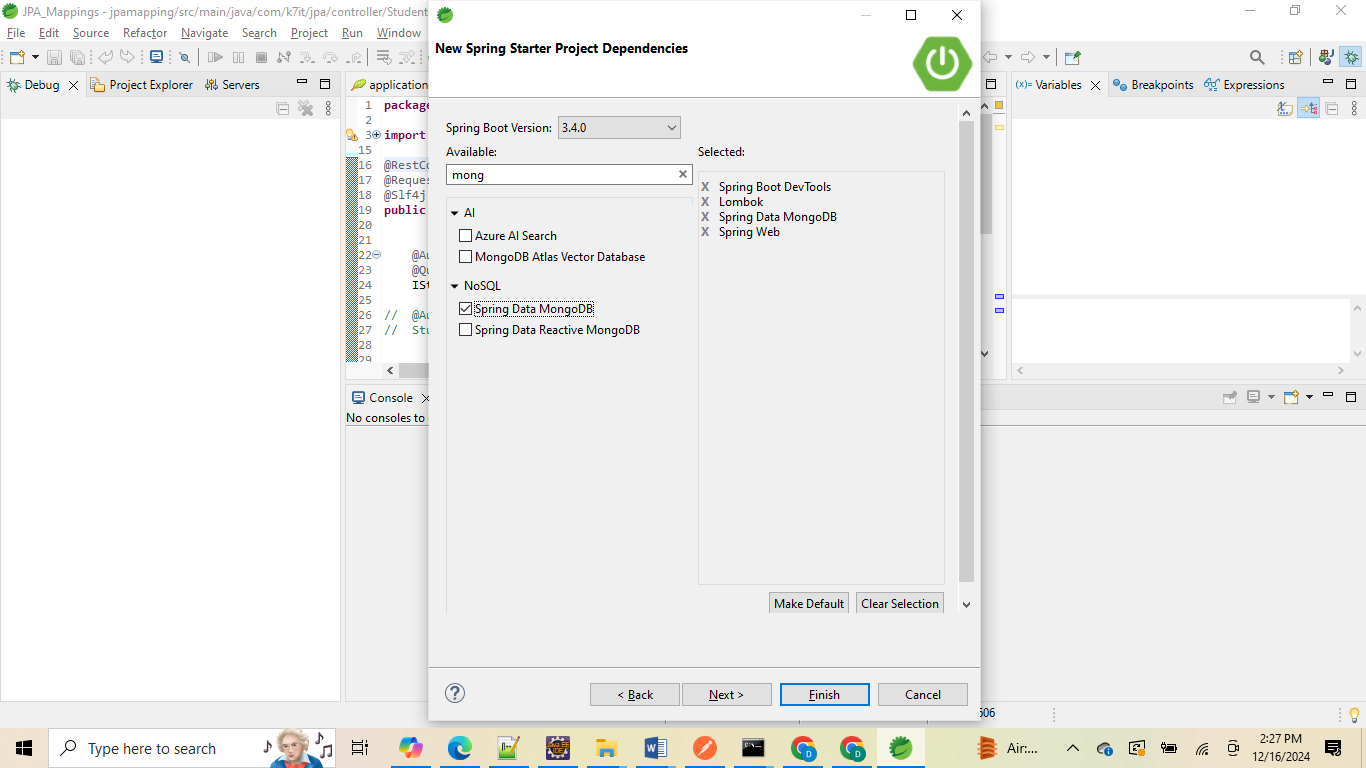 JPA_Mappings - jpamapping/src/main/java/com/k7it/jpa/controller/Student
File Edit Source Refactor Navigate Search Project Run Window
Debug Project Explorer Servers
application
1 package
2
3 import
15
16 @RestCo
17 @Reques
18 @Slf4j
19 public
20
21
22 @Au
23 @Qu
24 ISt
25
26 // @Au
27 // Stu
28
29
Console
No consoles to
New Spring Starter Project Dependencies
Spring Boot Version: 3.4.0
Available:
mong
AI
Azure AI Search
MongoDB Atlas Vector Database
NoSQL
Spring Data MongoDB
Spring Data Reactive MongoDB
Selected:
X Spring Boot DevTools
X Lombok
X Spring Data MongoDB
X Spring Web
Make Default Clear Selection
? < Back Next > Finish Cancel
(x)= Variables Breakpoints Expressions
Type here to search
Air:...
2:27 PM
12/16/2024